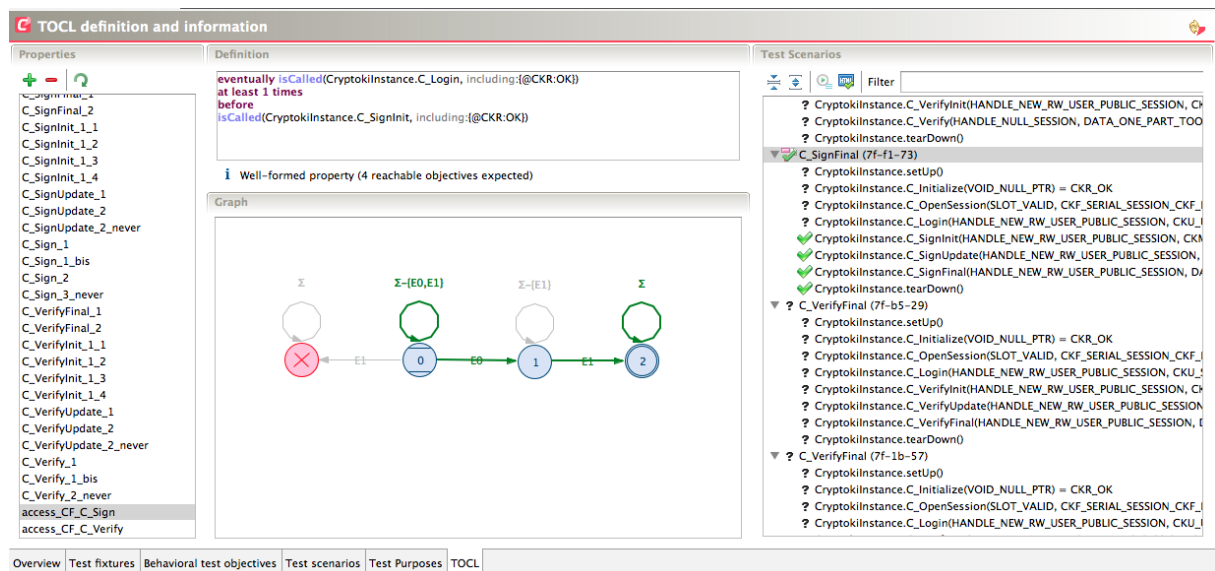 TOCL definition and information
Properties
C_SignFinal_1
C_SignFinal_2
C_SignInit_1_1
C_SignInit_1_2
C_SignInit_1_3
C_SignInit_1_4
C_SignUpdate_1
C_SignUpdate_2
C_SignUpdate_2_never
C_Sign_1
C_Sign_1_bis
C_Sign_2
C_Sign_3_never
C_VerifyFinal_1
C_VerifyFinal_2
C_VerifyInit_1_1
C_VerifyInit_1_2
C_VerifyInit_1_3
C_VerifyInit_1_4
C_VerifyUpdate_1
C_VerifyUpdate_2
C_VerifyUpdate_2_never
C_Verify_1
C_Verify_1_bis
C_Verify_2_never
access_CF_C_Sign
access_CF_C_Verify
Definition
eventually isCalled(CryptokiInstance.C_Login, including:{@CKR:OK})
at least 1 times
before
isCalled(CryptokiInstance.C_SignInit, including:{@CKR:OK})
i Well-formed property (4 reachable objectives expected)
Graph
Σ Σ-{E0,E1} Σ-{E1} Σ
E1 0 E0 1 E1 2
Test Scenarios
Filter
? CryptokiInstance.C_VerifyInit(HANDLE_NEW_RW_USER_PUBLIC_SESSION, CK
? CryptokiInstance.C_Verify(HANDLE_NULL_SESSION, DATA_ONE_PART_TOO
? CryptokiInstance.tearDown()
C_SignFinal (7f-f1-73)
? CryptokiInstance.setUp()
? CryptokiInstance.C_Initialize(VOID_NULL_PTR) = CKR_OK
? CryptokiInstance.C_OpenSession(SLOT_VALID, CKF_SERIAL_SESSION_CKF_
? CryptokiInstance.C_Login(HANDLE_NEW_RW_USER_PUBLIC_SESSION, CKU_
CryptokiInstance.C_SignInit(HANDLE_NEW_RW_USER_PUBLIC_SESSION, CKM
CryptokiInstance.C_SignUpdate(HANDLE_NEW_RW_USER_PUBLIC_SESSION,
CryptokiInstance.C_SignFinal(HANDLE_NEW_RW_USER_PUBLIC_SESSION, DA
CryptokiInstance.tearDown()
? C_VerifyFinal (7f-b5-29)
? CryptokiInstance.setUp()
? CryptokiInstance.C_Initialize(VOID_NULL_PTR) = CKR_OK
? CryptokiInstance.C_OpenSession(SLOT_VALID, CKF_SERIAL_SESSION_CKF_
? CryptokiInstance.C_Login(HANDLE_NEW_RW_USER_PUBLIC_SESSION, CKU_
? CryptokiInstance.C_VerifyInit(HANDLE_NEW_RW_USER_PUBLIC_SESSION, CK
? CryptokiInstance.C_VerifyUpdate(HANDLE_NEW_RW_USER_PUBLIC_SESSION
? CryptokiInstance.C_VerifyFinal(HANDLE_NEW_RW_USER_PUBLIC_SESSION,
? CryptokiInstance.tearDown()
? C_VerifyFinal (7f-1b-57)
? CryptokiInstance.setUp()
? CryptokiInstance.C_Initialize(VOID_NULL_PTR) = CKR_OK
? CryptokiInstance.C_OpenSession(SLOT_VALID, CKF_SERIAL_SESSION_CKF_
? CryptokiInstance.C_Login(HANDLE_NEW_RW_USER_PUBLIC_SESSION, CKU_
Overview Test fixtures Behavioral test objectives Test scenarios Test Purposes TOCL